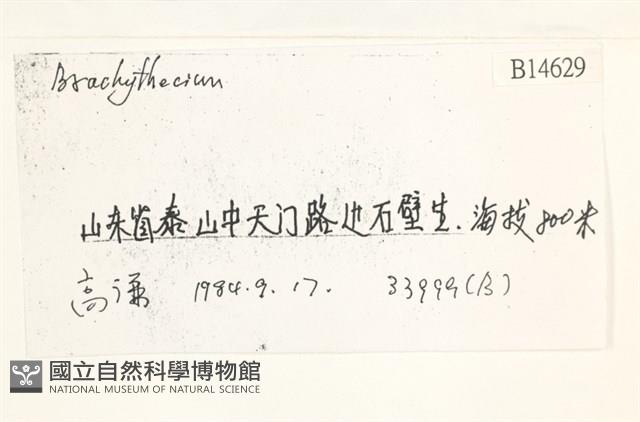 Brachythecium
B14629
山东省泰山中天门路边石壁生.海拔800米
高谦 1984.9.17. 33999(B)
國立自然科學博物館
NATIONAL MUSEUM OF NATURAL SCIENCE